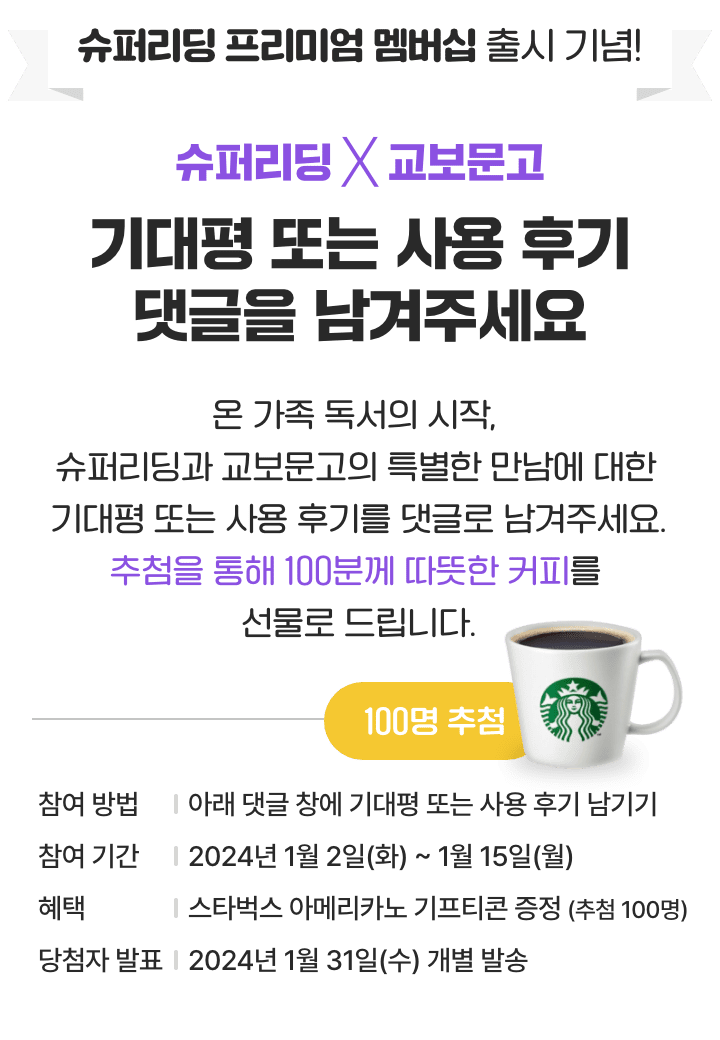 슈퍼리딩 프리미엄 멤버십 출시 기념!
슈퍼리딩 X 교보문고
기대평 또는 사용 후기
댓글을 남겨주세요
온 가족 독서의 시작,
슈퍼리딩과 교보문고의 특별한 만남에 대한
기대평 또는 사용 후기를 댓글로 남겨주세요.
추첨을 통해 100분께 따뜻한 커피를
선물로 드립니다.
100명 추첨
참여 방법 | 아래 댓글 창에 기대평 또는 사용 후기 남기기
참여 기간 | 2024년 1월 2일(화) ~ 1월 15일(월)
혜택 | 스타벅스 아메리카노 기프티콘 증정 (추첨 100명)
당첨자 발표 | 2024년 1월 31일(수) 개별 발송